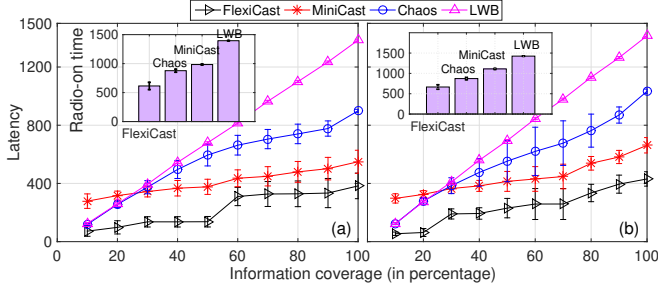 FlexiCast MiniCast Chaos LWB
Latency
1500
1200
800
400
0
Radio-on time
1500
1000
500
0
FlexiCast
Chaos
MiniCast
LWB
(a)
0 20 40 60 80 100
1500
1000
500
0
FlexiCast
Chaos
MiniCast
LWB
(b)
20 40 60 80 100
Information coverage (in percentage)